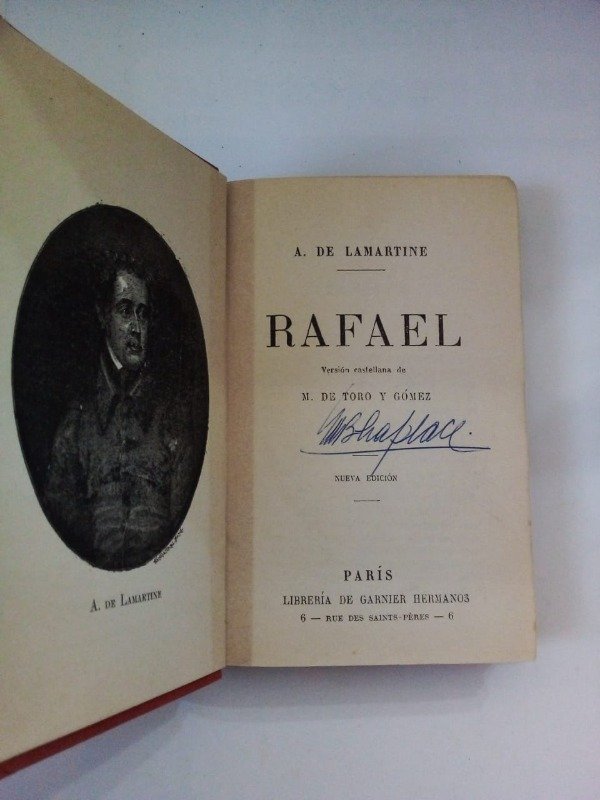 A. DE LAMARTINE
A. DE LAMARTINE
RAFAEL
Versión castellana de
M. DE TORO Y GÓMEZ
NUEVA EDICIÓN
PARÍS
LIBRERÍA DE GARNIER HERMANOS
6 — RUE DES SAINTS-PÈRES — 6